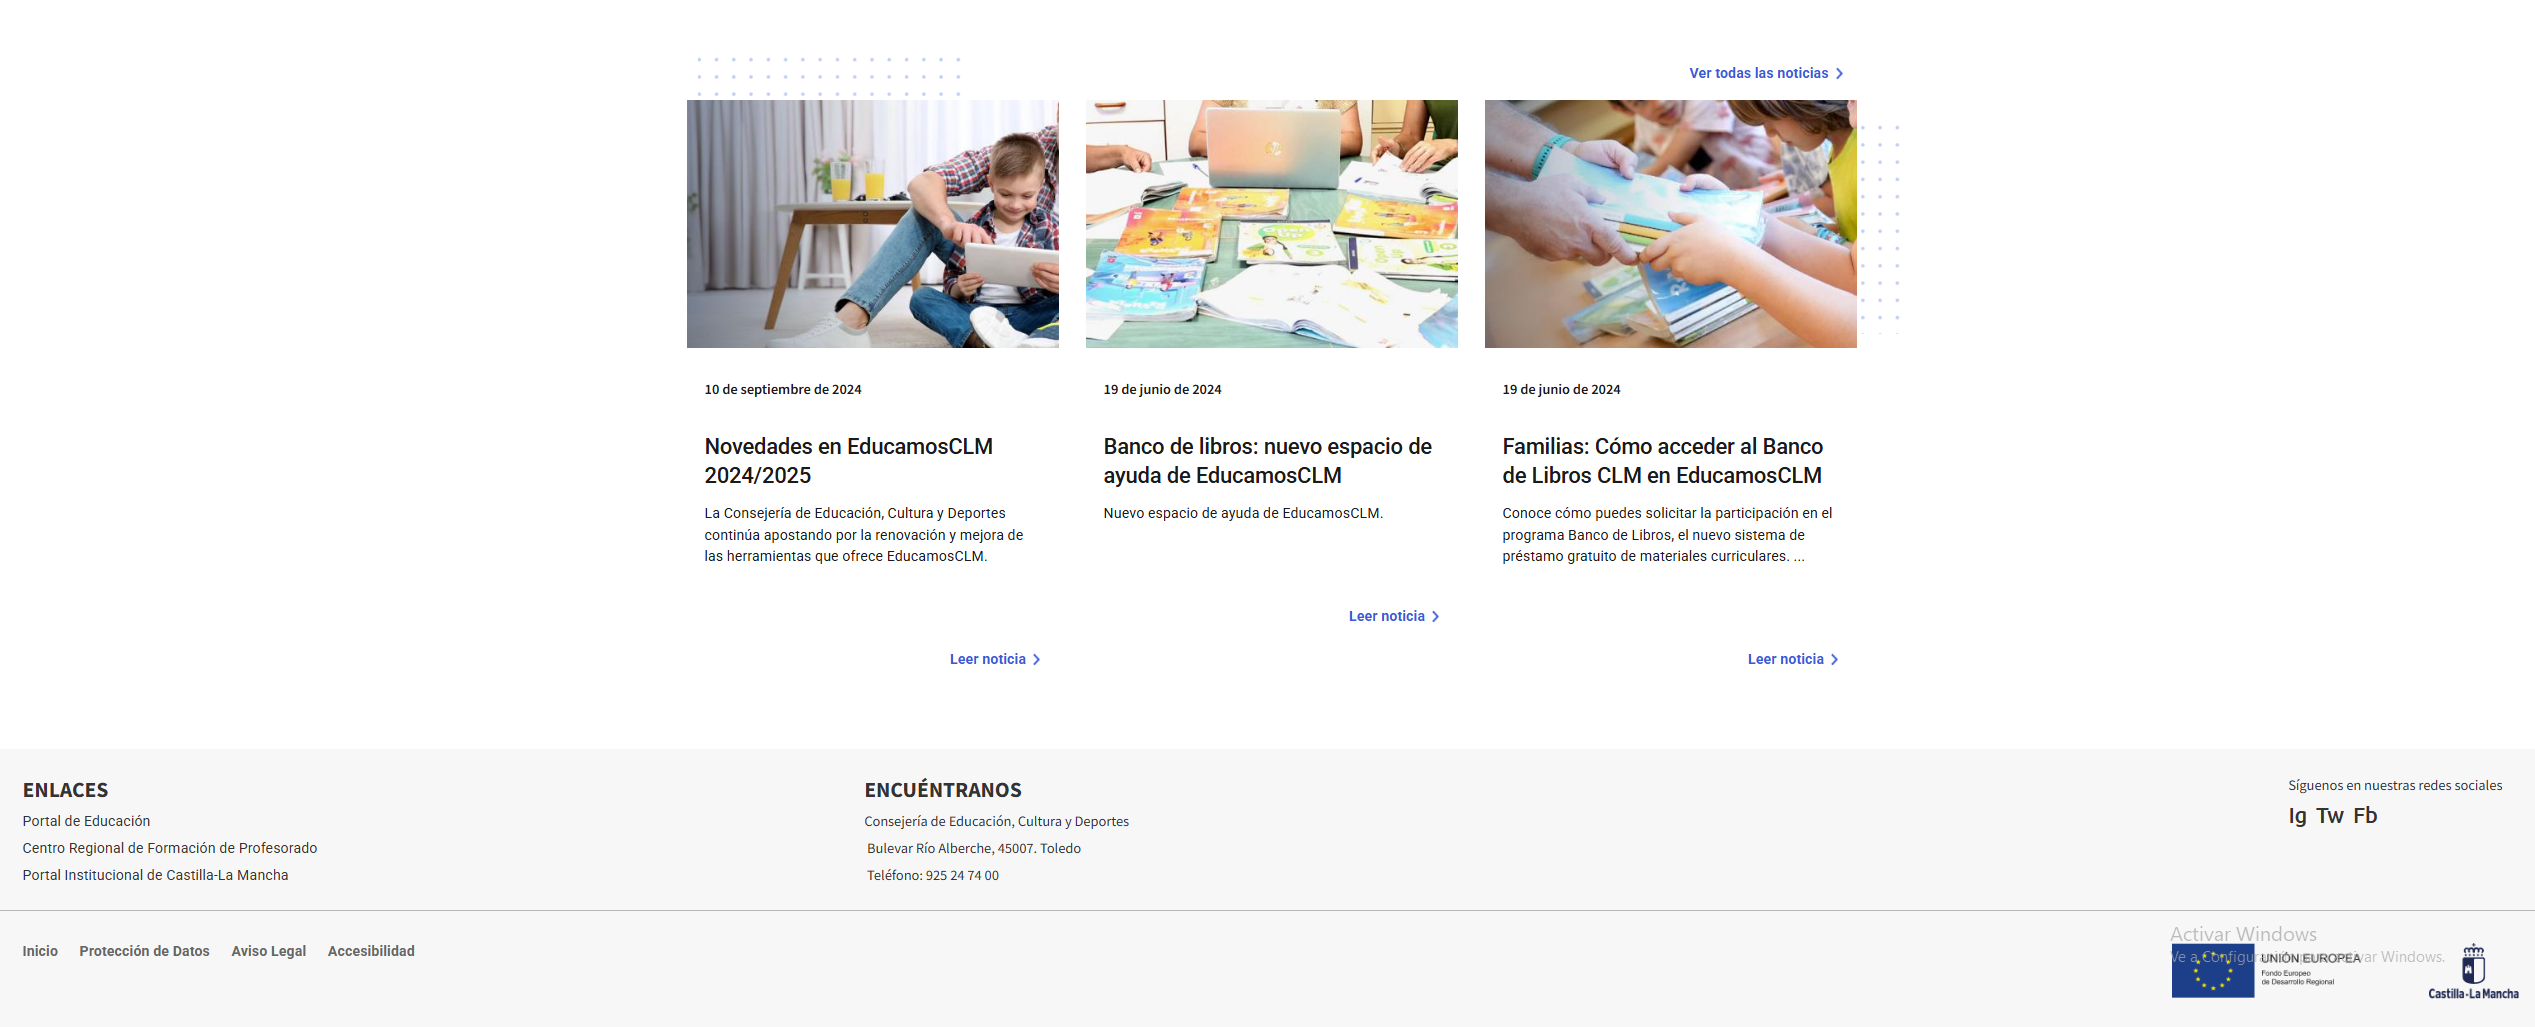 Ver todas las noticias
10 de septiembre de 2024
Novedades en EducamosCLM
2024/2025
La Consejería de Educación, Cultura y Deportes
continúa apostando por la renovación y mejora de
las herramientas que ofrece EducamosCLM.
Leer noticia
19 de junio de 2024
Banco de libros: nuevo espacio de
ayuda de EducamosCLM
Nuevo espacio de ayuda de EducamosCLM.
Leer noticia
19 de junio de 2024
Familias: Cómo acceder al Banco
de Libros CLM en EducamosCLM
Conoce cómo puedes solicitar la participación en el
programa Banco de Libros, el nuevo sistema de
préstamo gratuito de materiales curriculares. ...
Leer noticia
ENLACES
Portal de Educación
Centro Regional de Formación de Profesorado
Portal Institucional de Castilla-La Mancha
ENCUÉNTRANOS
Consejería de Educación, Cultura y Deportes
Bulevar Río Alberche, 45007. Toledo
Teléfono: 925 24 74 00
Síguenos en nuestras redes sociales
Ig Tw Fb
Inicio Protección de Datos Aviso Legal Accesibilidad
Activar Windows
Ve a Configuración para activar Windows.
UNIÓN EUROPEA
Fondo Europeo
de Desarrollo Regional
Castilla-La Mancha